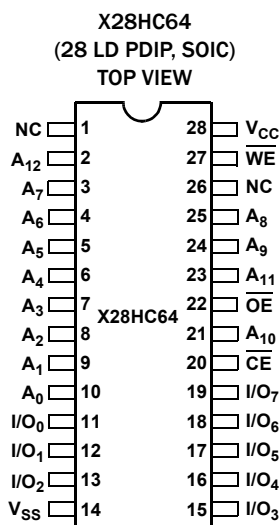 X28HC64
(28 LD PDIP, SOIC)
TOP VIEW
NC 1 28 VCC
A12 2 27 W̅E̅
A7 3 26 NC
A6 4 25 A8
A5 5 24 A9
A4 6 23 A11
A3 7 22 O̅E̅
X28HC64
A2 8 21 A10
A1 9 20 C̅E̅
A0 10 19 I/O7
I/O0 11 18 I/O6
I/O1 12 17 I/O5
I/O2 13 16 I/O4
VSS 14 15 I/O3